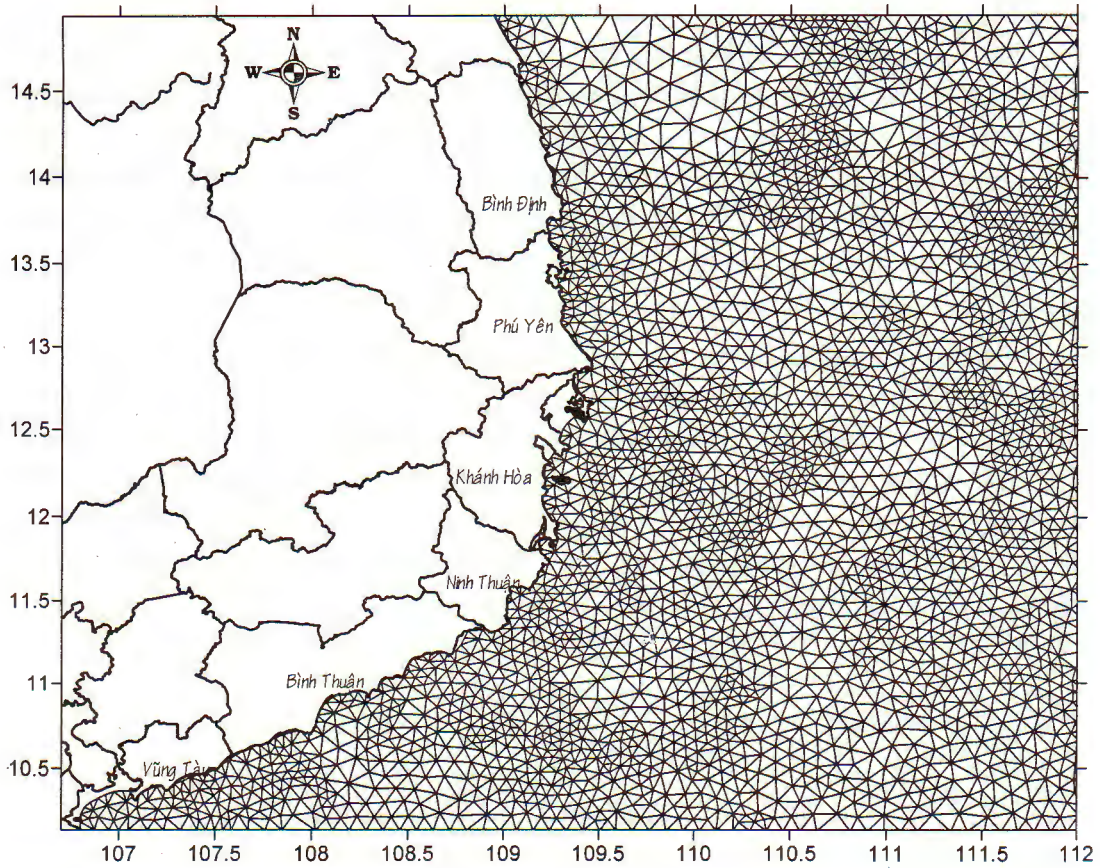 N
W E
S
14.5
14
Bình Định
13.5
Phú Yên
13
12.5
Khánh Hòa
12
Ninh Thuận
11.5
Bình Thuận
11
10.5
Vũng Tàu
107 107.5 108 108.5 109 109.5 110 110.5 111 111.5 112